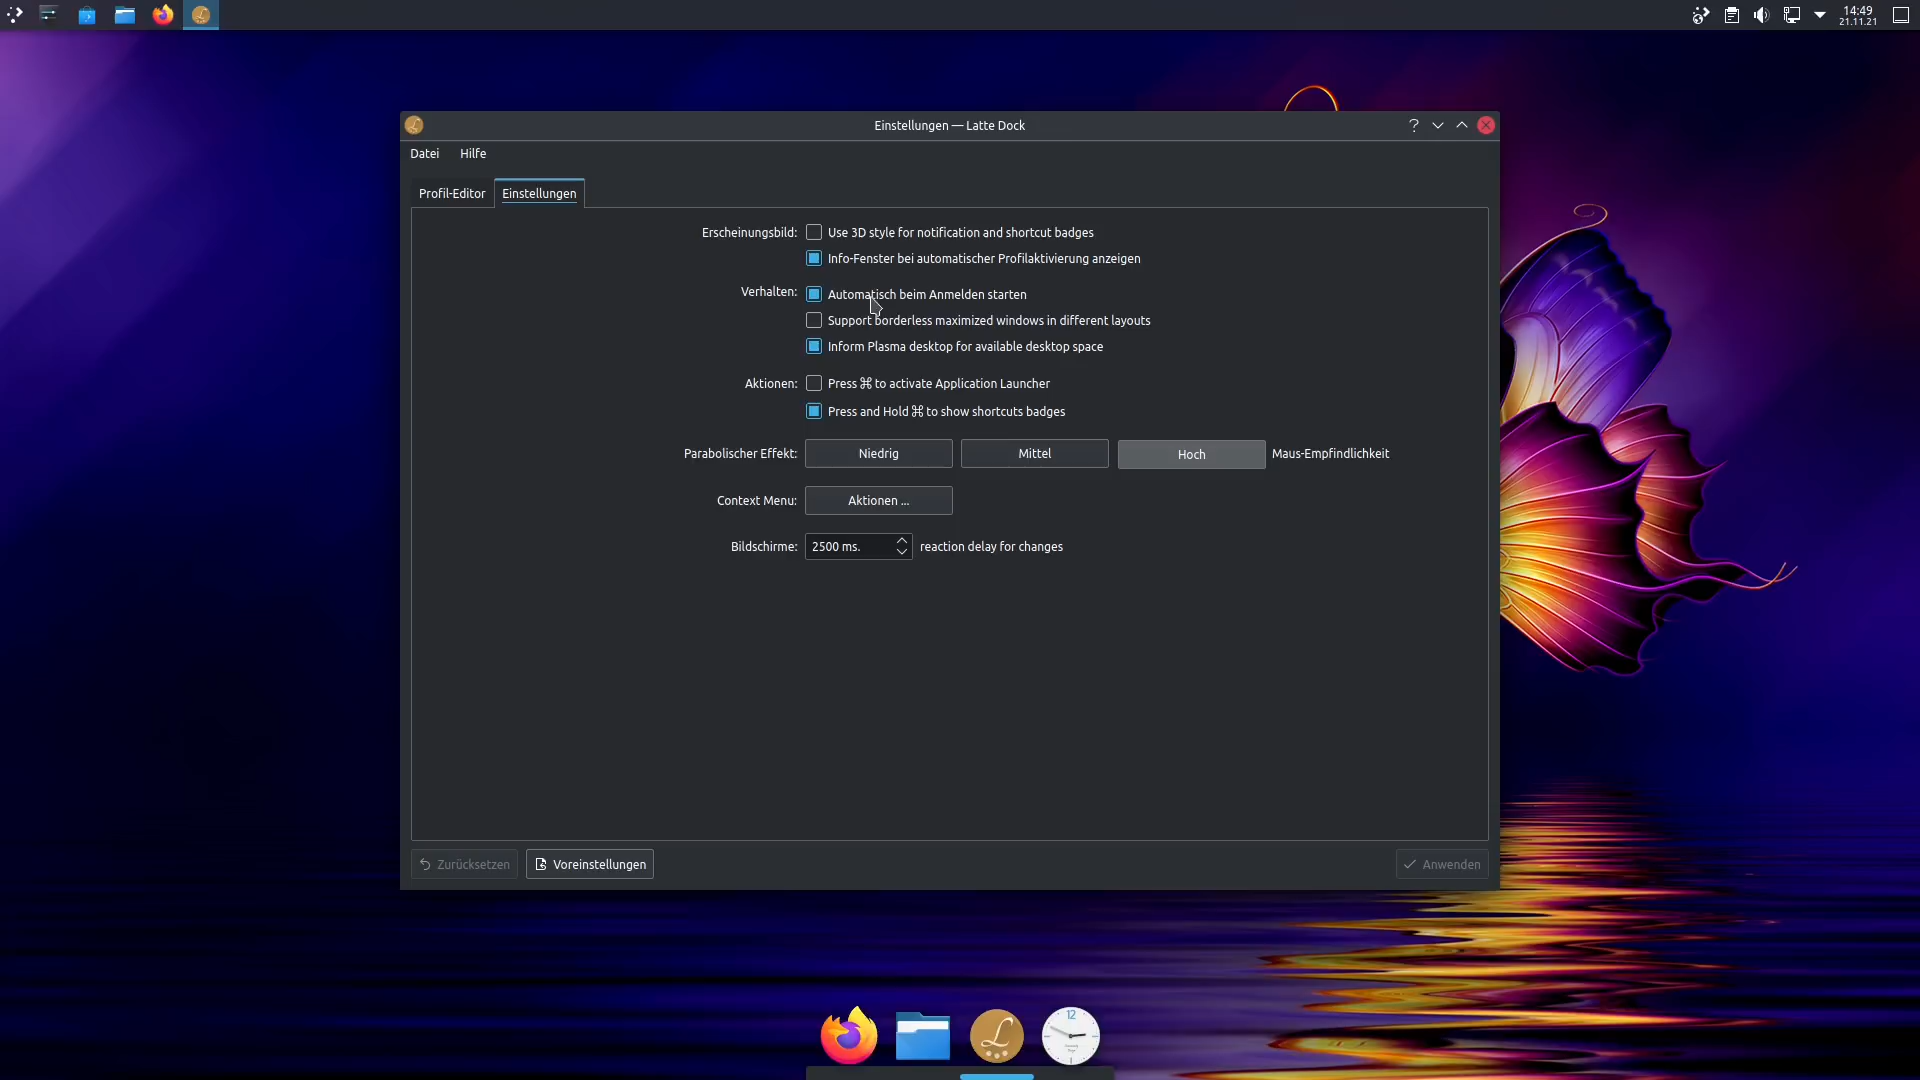 14:49
21.11.21
Einstellungen — Latte Dock
Datei Hilfe
Profil-Editor Einstellungen
Erscheinungsbild: Use 3D style for notification and shortcut badges
Info-Fenster bei automatischer Profilaktivierung anzeigen
Verhalten: Automatisch beim Anmelden starten
Support borderless maximized windows in different layouts
Inform Plasma desktop for available desktop space
Aktionen: Press ⌘ to activate Application Launcher
Press and Hold ⌘ to show shortcuts badges
Parabolischer Effekt: Niedrig Mittel Hoch Maus-Empfindlichkeit
Context Menu: Aktionen ...
Bildschirme: 2500 ms. reaction delay for changes
Zurücksetzen Voreinstellungen Anwenden
12